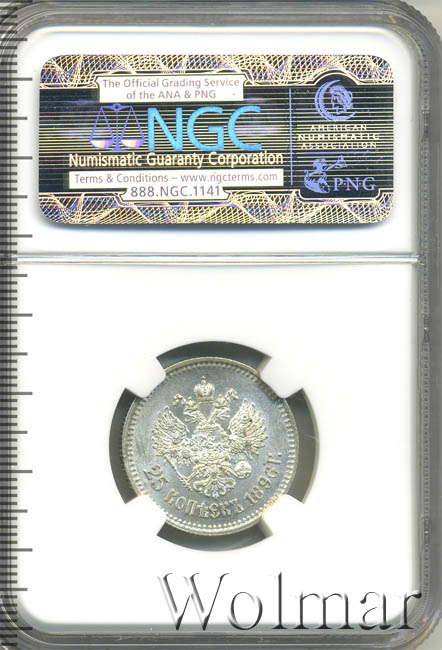 The Official Grading Service
of the ANA & PNG
NGC
Numismatic Guaranty Corporation
Terms & Conditions – www.ngcterms.com
888.NGC.1141
AMERICAN
NUMISMATIC
ASSOCIATION
PNG
25 КОПѢЕКЪ 1896 Г.
Wolmar